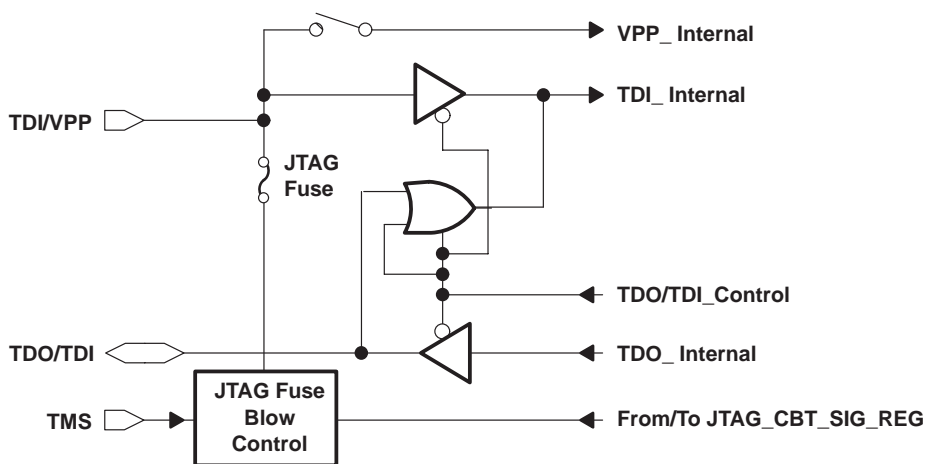 VPP_ Internal
TDI_ Internal
TDI/VPP
JTAG
Fuse
TDO/TDI_Control
TDO/TDI
TDO_ Internal
JTAG Fuse
Blow
Control
TMS
From/To JTAG_CBT_SIG_REG